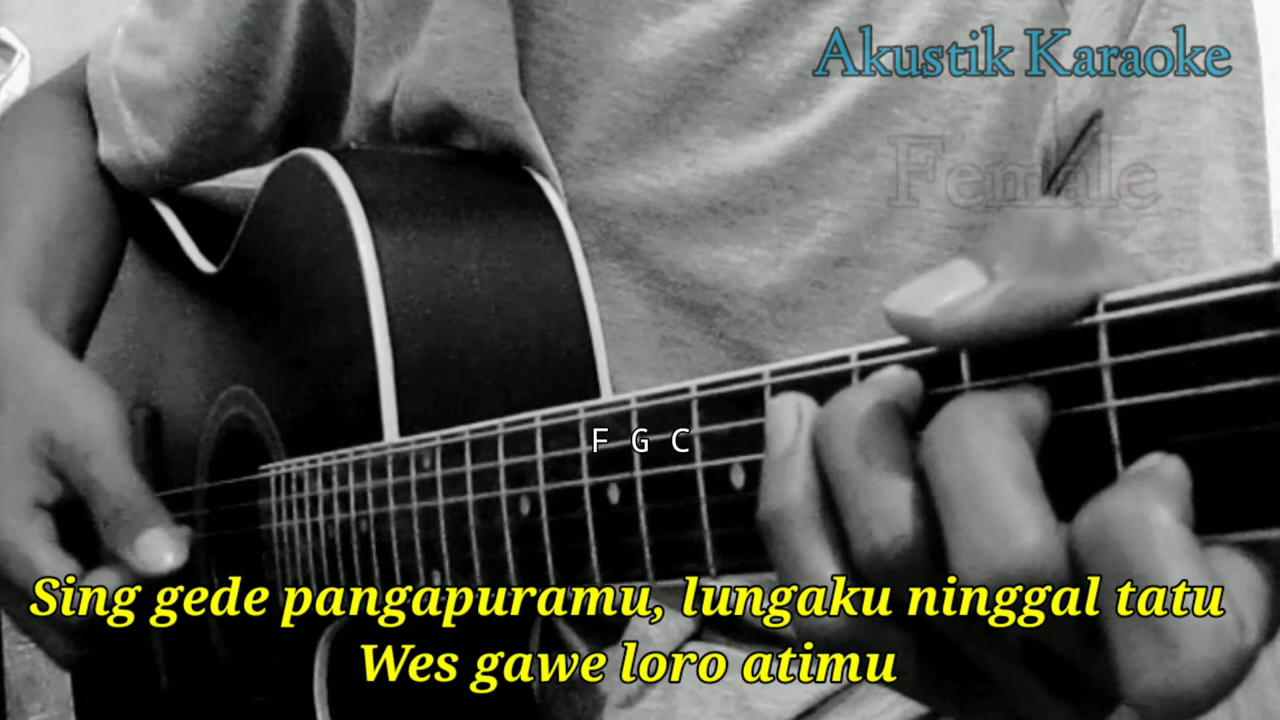 Akustik Karaoke
Female
F G C
Sing gede pangapuramu, lungaku ninggal tatu
Wes gawe loro atimu